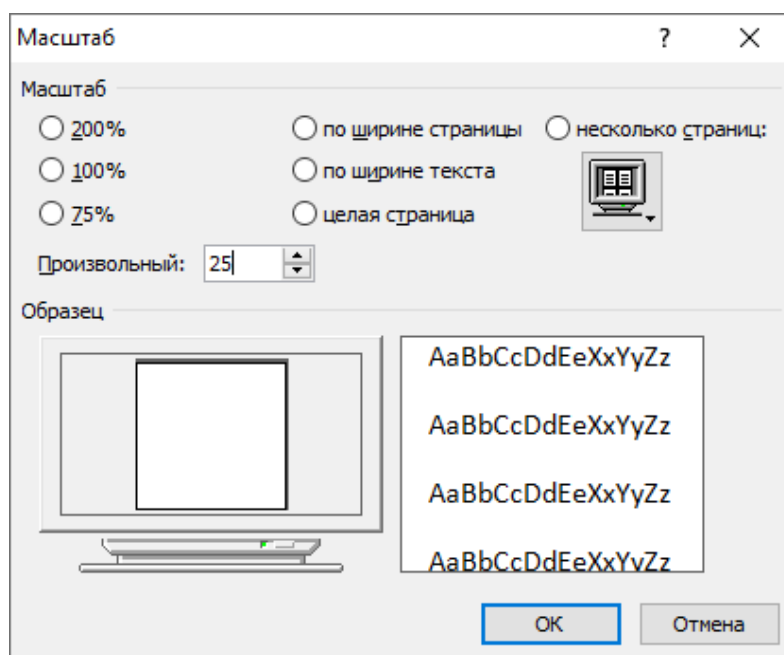 Масштаб ?
Масштаб
200% по ширине страницы несколько страниц:
100% по ширине текста
75% целая страница
Произвольный: 25
Образец
AaBbCcDdEeXxYyZz
AaBbCcDdEeXxYyZz
AaBbCcDdEeXxYyZz
AaBbCcDdEeXxYyZz
ОК Отмена